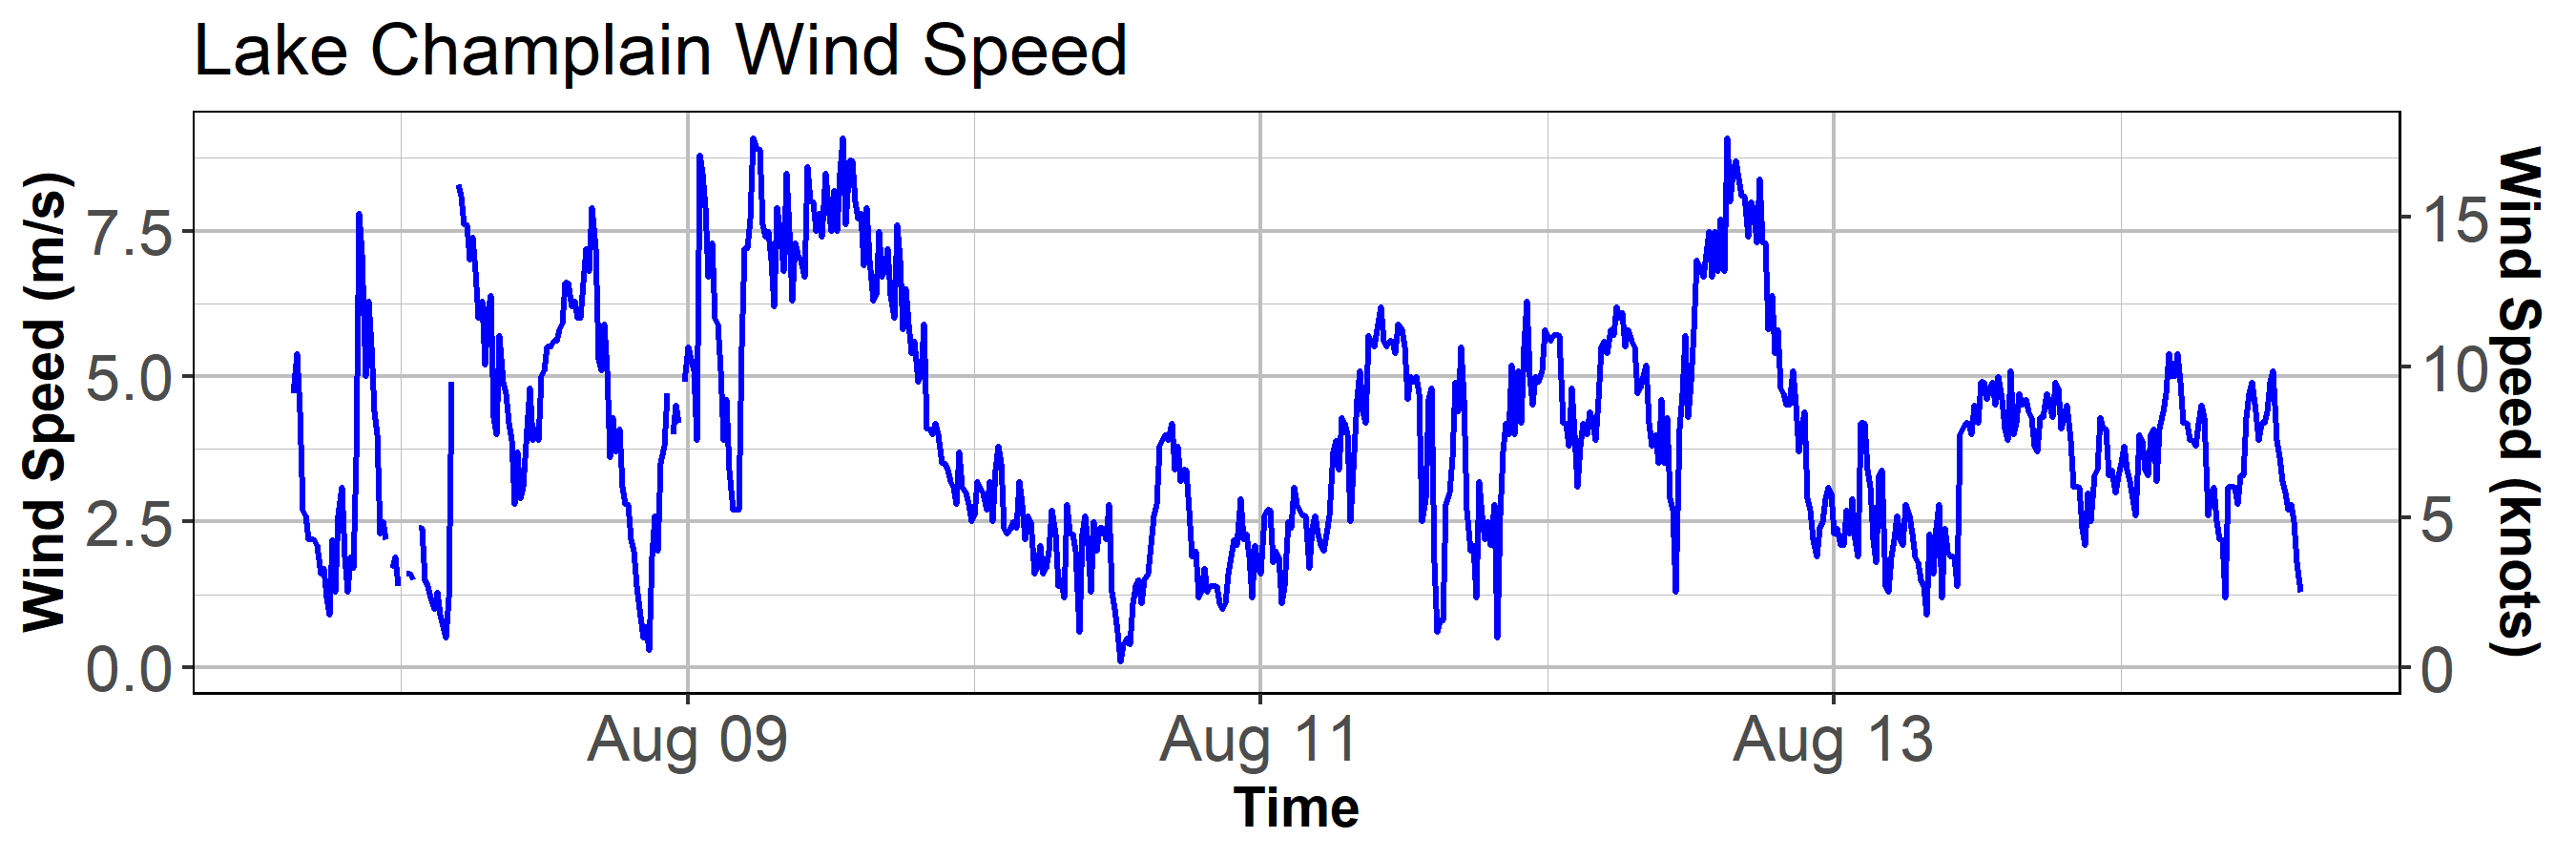 Lake Champlain Wind Speed
Wind Speed (m/s)
7.5
5.0
2.5
0.0
15
10
5
0
Wind Speed (knots)
Aug 09
Aug 11
Aug 13
Time